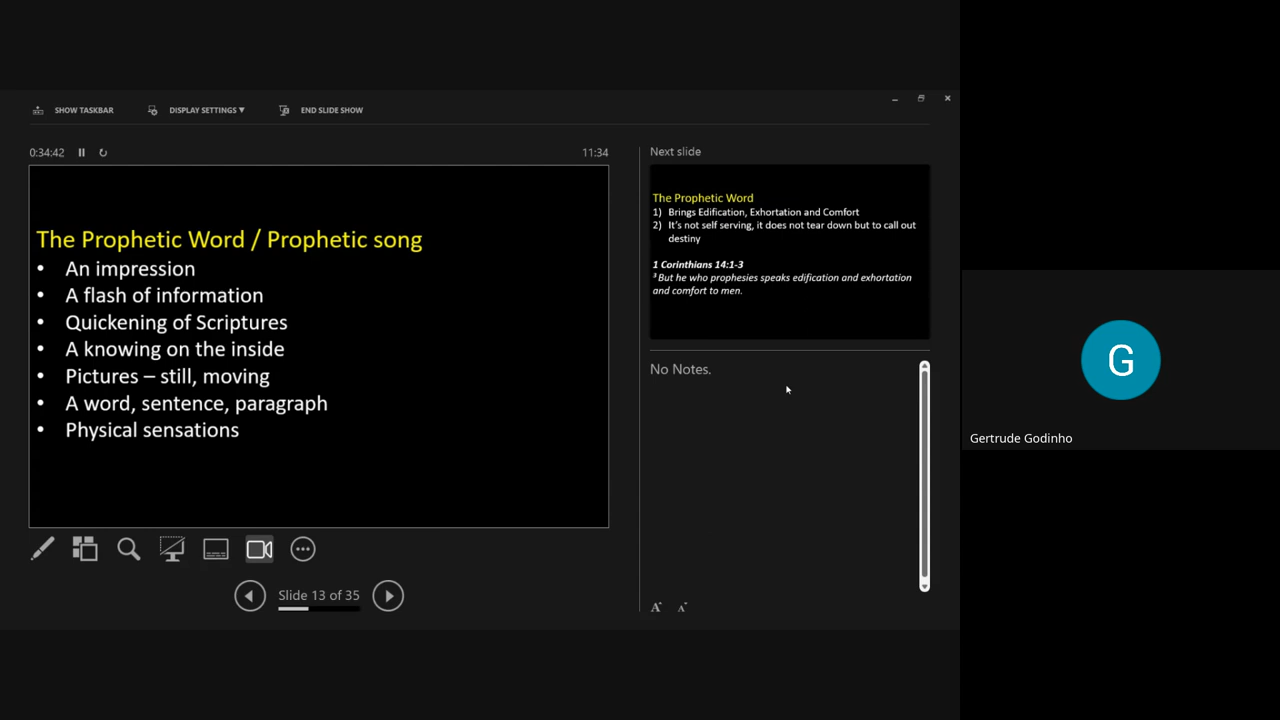 SHOW TASKBAR
DISPLAY SETTINGS ▼
END SLIDE SHOW
0:34:42
11:34
The Prophetic Word / Prophetic song
• An impression
• A flash of information
• Quickening of Scriptures
• A knowing on the inside
• Pictures – still, moving
• A word, sentence, paragraph
• Physical sensations
Slide 13 of 35
Next slide
The Prophetic Word
1) Brings Edification, Exhortation and Comfort
2) It's not self serving, it does not tear down but to call out
destiny
1 Corinthians 14:1-3
³ But he who prophesies speaks edification and exhortation
and comfort to men.
No Notes.
A A
G
Gertrude Godinho